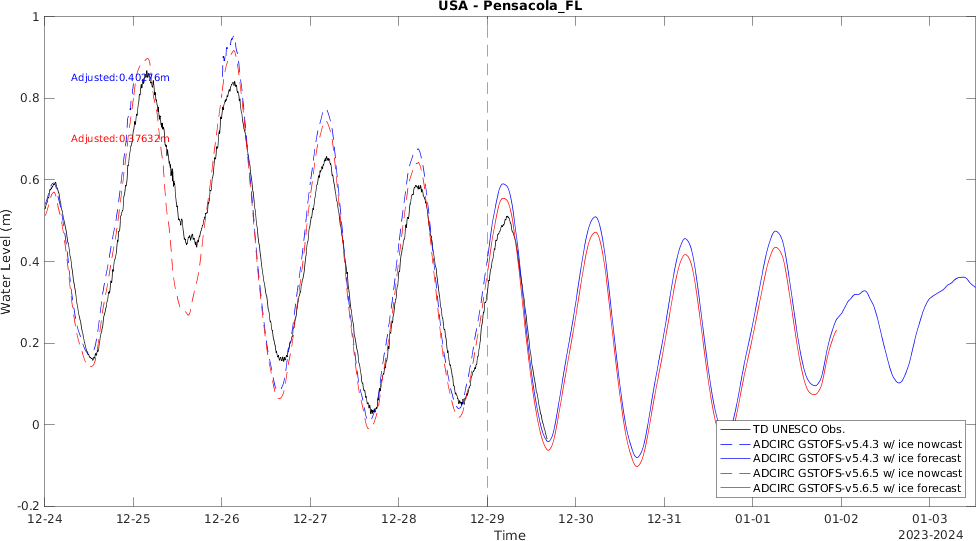 USA - Pensacola_FL
1
0.8
0.6
0.4
0.2
0
-0.2
Water Level (m)
Adjusted:0.40276m
Adjusted:0.37632m
TD UNESCO Obs.
ADCIRC GSTOFS-v5.4.3 w/ ice nowcast
ADCIRC GSTOFS-v5.4.3 w/ ice forecast
ADCIRC GSTOFS-v5.6.5 w/ ice nowcast
ADCIRC GSTOFS-v5.6.5 w/ ice forecast
12-24 12-25 12-26 12-27 12-28 12-29 12-30 12-31 01-01 01-02 01-03
Time
2023-2024